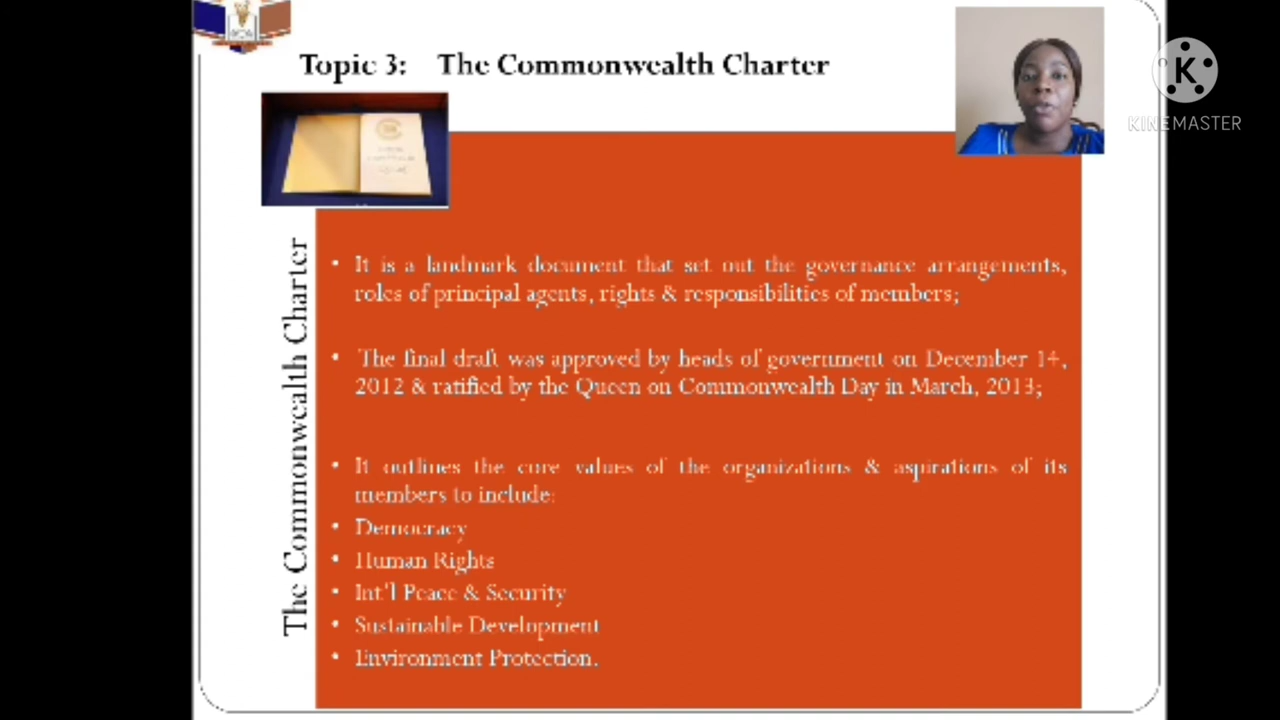 Topic 3: The Commonwealth Charter
KINEMASTER
The Commonwealth Charter
• It is a landmark document that set out the governance arrangements,
roles of principal agents, rights & responsibilities of members;
• The final draft was approved by heads of government on December 14,
2012 & ratified by the Queen on Commonwealth Day in March, 2013;
• It outlines the core values of the organizations & aspirations of its
members to include:
• Democracy
• Human Rights
• Int'l Peace & Security
• Sustainable Development
• Environment Protection.